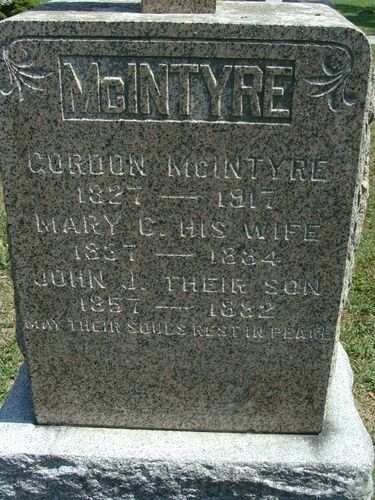 McINTYRE
GORDON McINTYRE
1827 — 1917
MARY C. HIS WIFE
1837 — 1884
JOHN J. THEIR SON
1857 — 1882
MAY THEIR SOULS REST IN PEACE